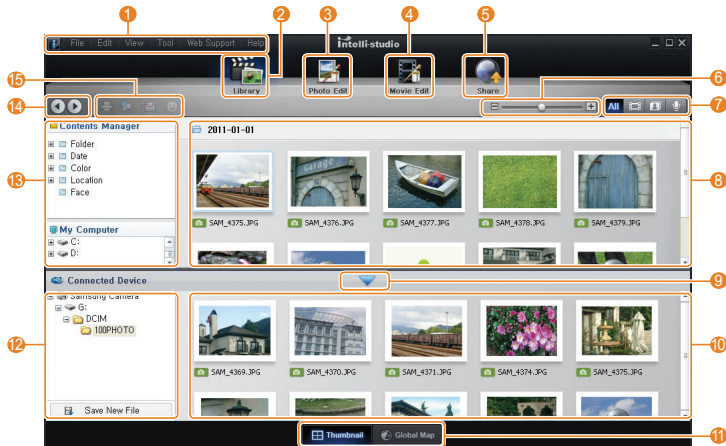 1
2
3
4
5
File Edit View Tool Web Support Help
intelli-studio
15
Library
Photo Edit
Movie Edit
Share
6
14
All
7
Contents Manager
2011-01-01
Folder
Date
Color
Location
Face
13
SAM_4375.JPG
SAM_4376.JPG
SAM_4377.JPG
SAM_4378.JPG
SAM_4379.JPG
8
My Computer
C:
D:
Connected Device
9
Samsung Camera
G:
DCIM
100PHOTO
12
SAM_4369.JPG
SAM_4370.JPG
SAM_4371.JPG
SAM_4374.JPG
SAM_4375.JPG
10
Save New File
Thumbnail
Global Map
11